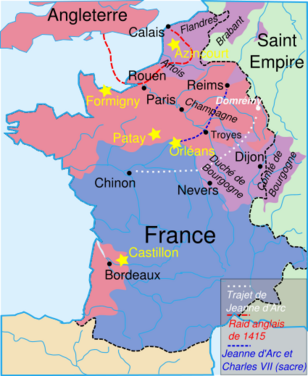 Angleterre
Calais
Flandres
Brabant
Azincourt
Saint
Empire
Artois
Rouen
Reims
Formigny
Paris
Champagne
Domrémy
Patay
Troyes
Orléans
Dijon
Chinon
Duché de
Bourgogne
Comté de
Bourgogne
Nevers
France
Castillon
Bordeaux
Trajet de
Jeanne d'Arc
Raid anglais
de 1415
Jeanne d'Arc et
Charles VII (sacre)